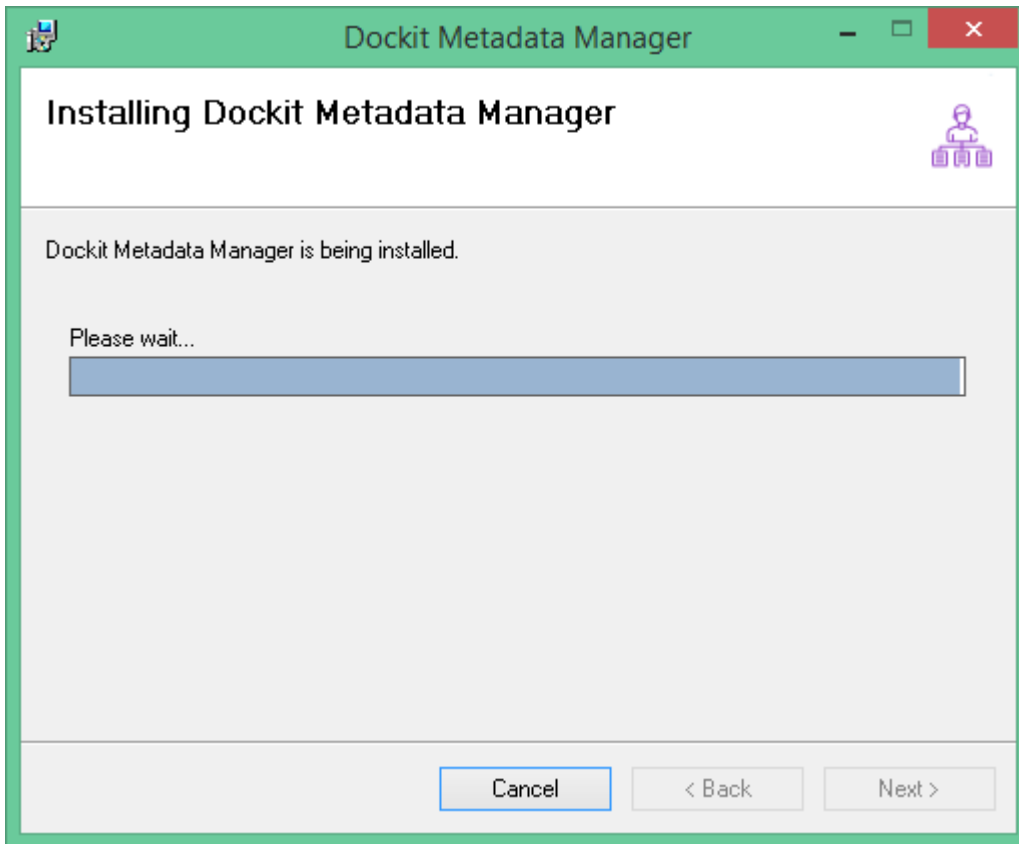 Dockit Metadata Manager
Installing Dockit Metadata Manager
Dockit Metadata Manager is being installed.
Please wait...
Cancel
< Back
Next >